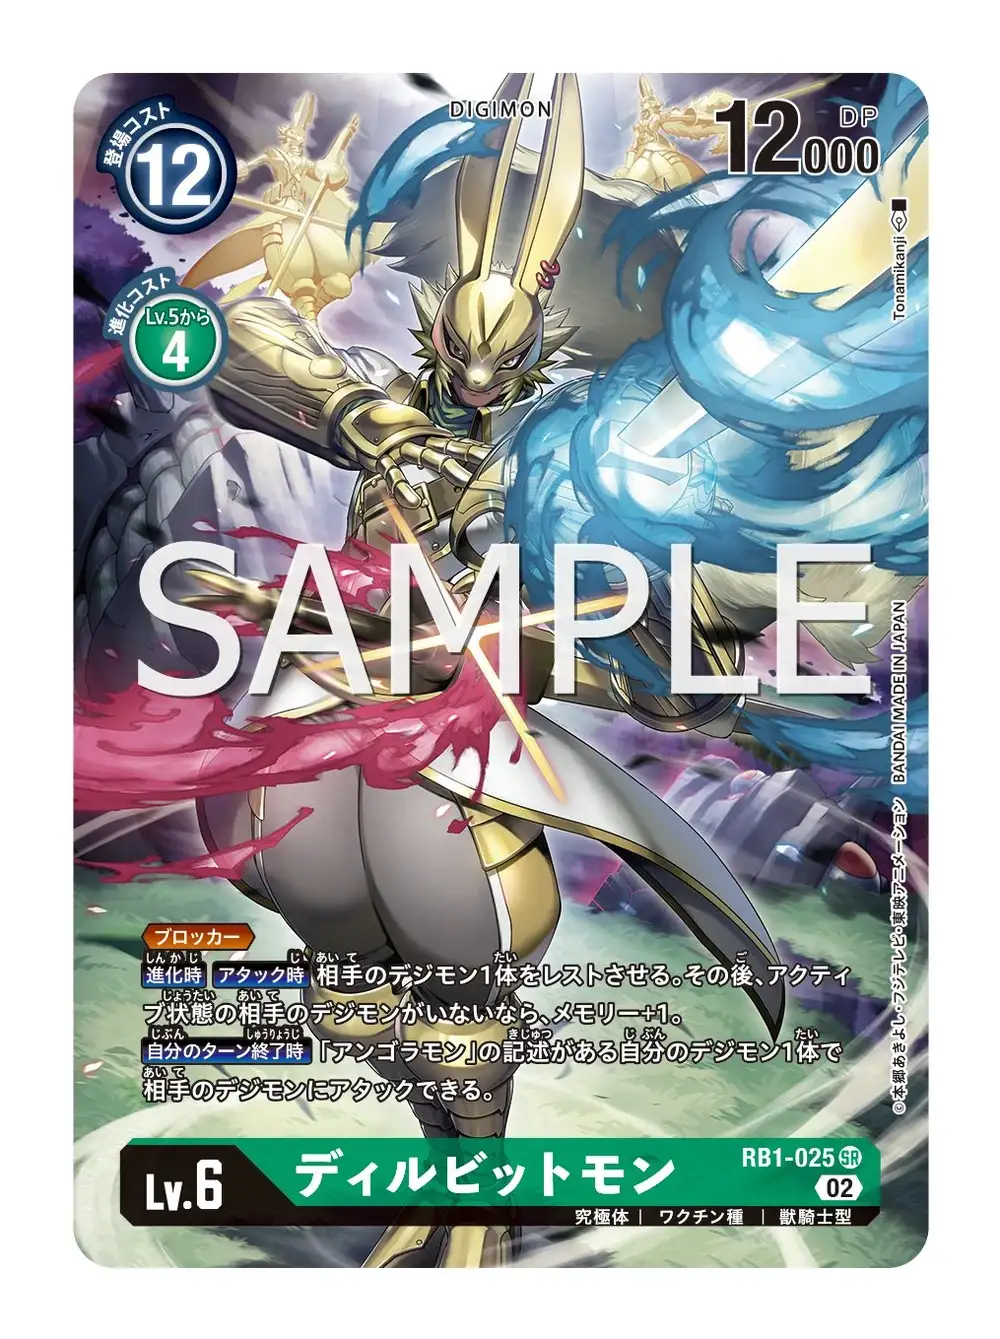 DIGIMON
登場コスト
12
12000
DP
進化コスト
Lv.5から
4
Tonamikanji
SAMPLE
ブロッカー
進化時 アタック時 相手のデジモン1体をレストさせる。その後、アクティ
ブ状態の相手のデジモンがいないなら、メモリー+1。
自分のターン終了時 「アンゴラモン」の記述がある自分のデジモン1体で
相手のデジモンにアタックできる。
©本郷あきよし・フジテレビ・東映アニメーション BANDAI MADE IN JAPAN
Lv.6
ディルビットモン
RB1-025 SR
02
究極体 | ワクチン種 | 獣騎士型